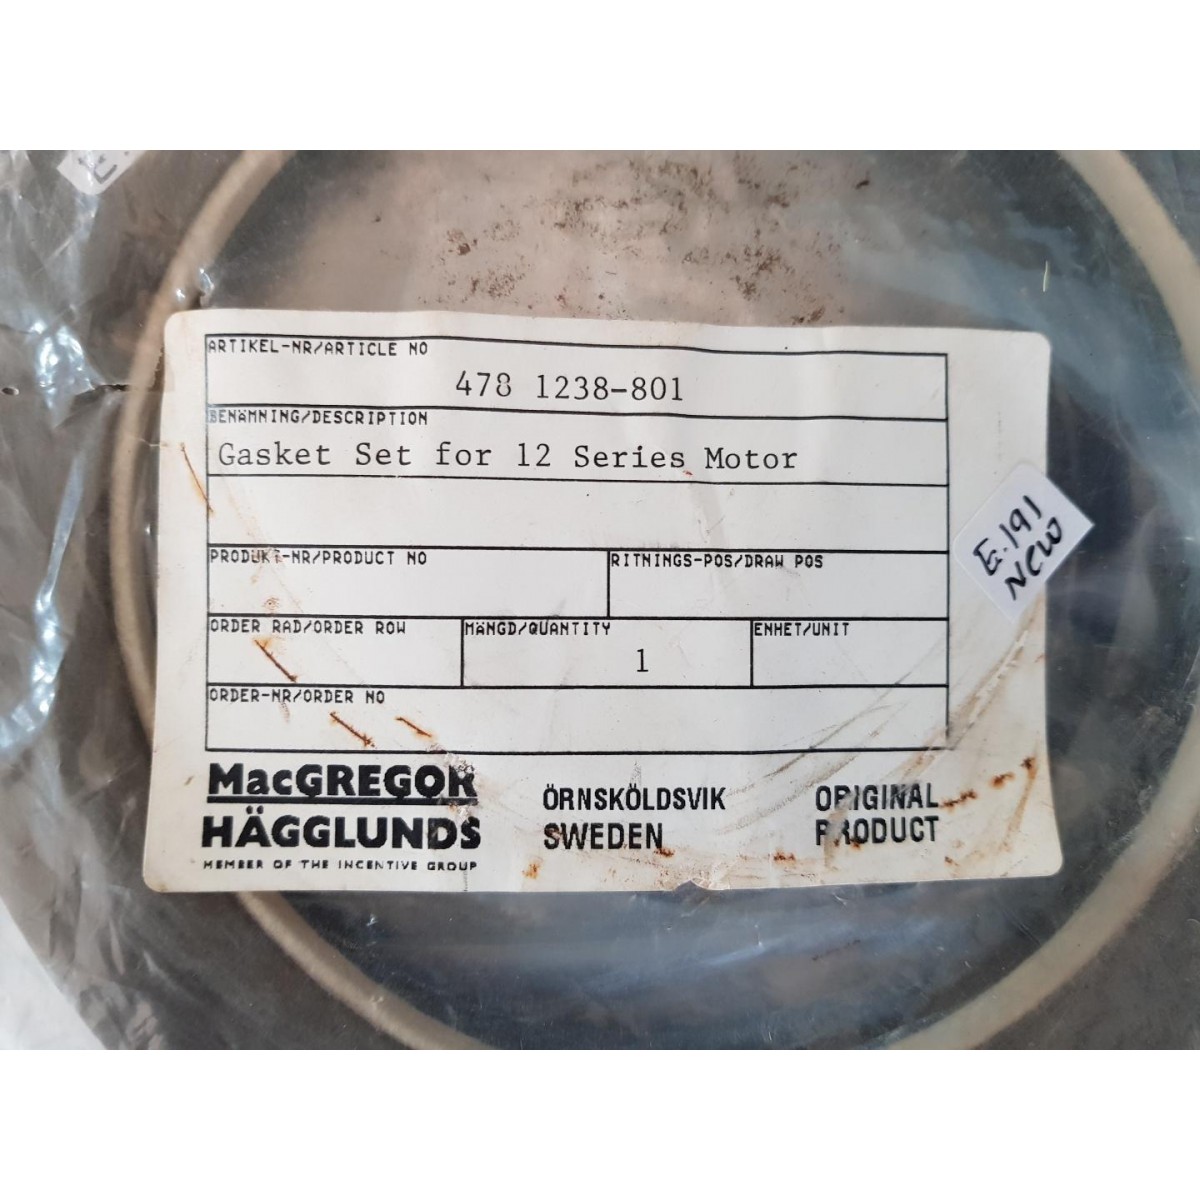 ARTIKEL-NR/ARTICLE NO
478 1238-801
BENÄMNING/DESCRIPTION
Gasket Set for 12 Series Motor
PRODUKT-NR/PRODUCT NO
RITNINGS-POS/DRAW POS
ORDER RAD/ORDER ROW
MÄNGD/QUANTITY
1
ENHET/UNIT
ORDER-NR/ORDER NO
MacGREGOR
HÄGGLUNDS
MEMBER OF THE INCENTIVE GROUP
ÖRNSKÖLDSVIK
SWEDEN
ORIGINAL
PRODUCT
E.191
NEW